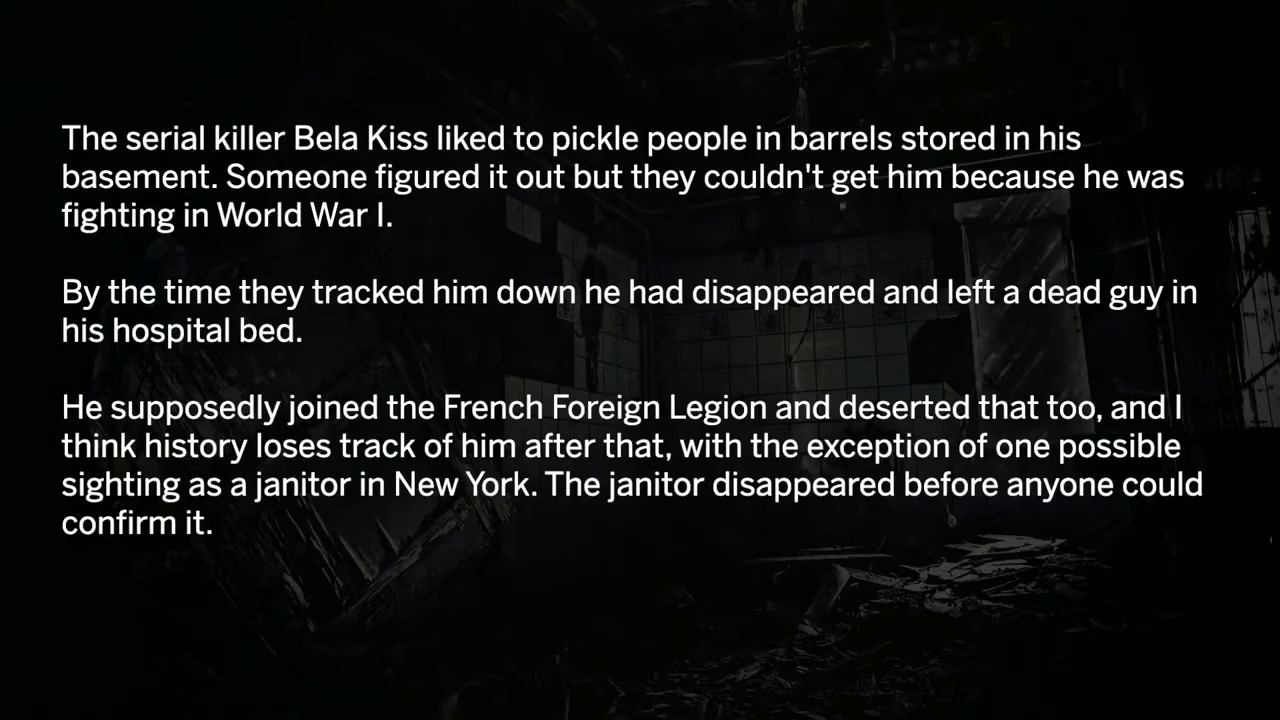 The serial killer Bela Kiss liked to pickle people in barrels stored in his
basement. Someone figured it out but they couldn't get him because he was
fighting in World War I.
By the time they tracked him down he had disappeared and left a dead guy in
his hospital bed.
He supposedly joined the French Foreign Legion and deserted that too, and I
think history loses track of him after that, with the exception of one possible
sighting as a janitor in New York. The janitor disappeared before anyone could
confirm it.